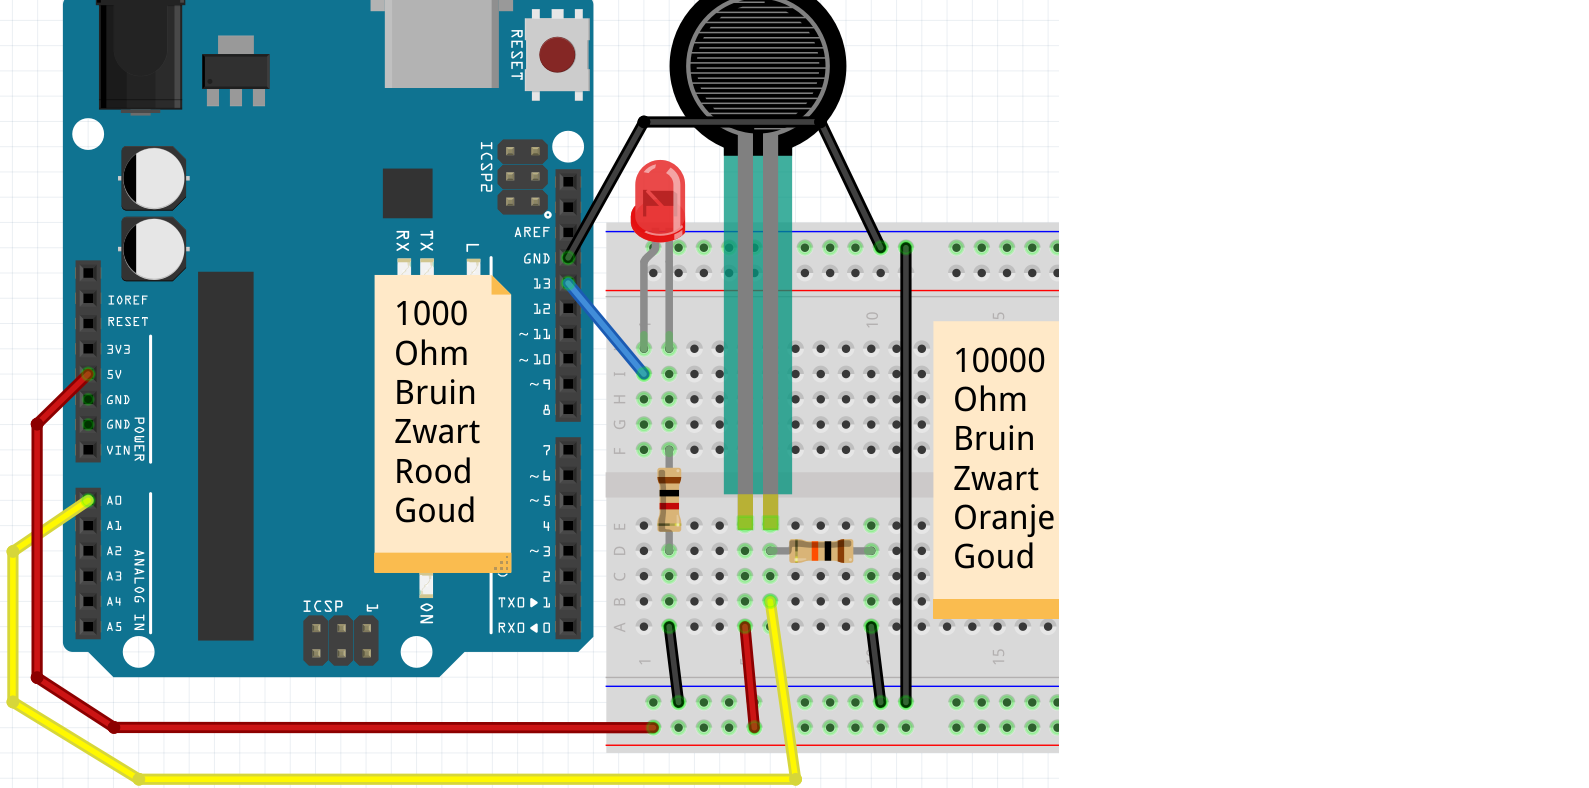 RESET
ICSP2
AREF
GND
13
12
~11
~10
~9
8
7
~6
~5
4
~3
2
TX0►1
RX0◄0
RX
TX
L
1000
Ohm
Bruin
Zwart
Rood
Goud
IOREF
RESET
3V3
5V
GND
GND
VIN
POWER
A0
A1
A2
A3
A4
A5
ANALOG IN
ICSP
1
ON
10
5
I
H
G
F
E
D
C
B
A
1
15
10000
Ohm
Bruin
Zwart
Oranje
Goud